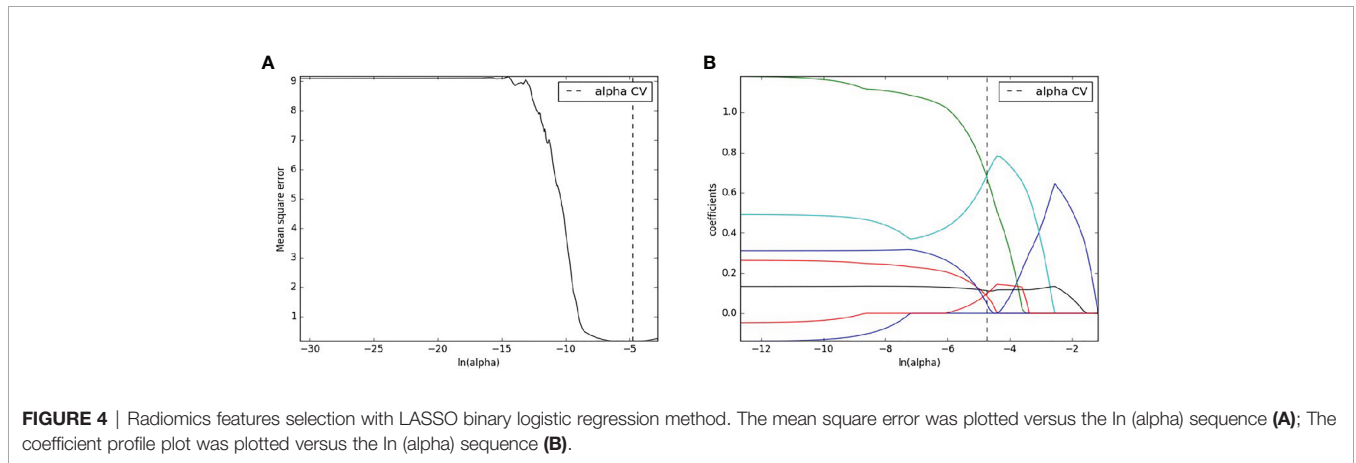 A
B
9
8
7
6
5
4
3
2
1
Mean square error
alpha CV
−30
−25
−20
−15
−10
−5
ln(alpha)
1.0
0.8
0.6
0.4
0.2
0.0
coefficients
alpha CV
−12
−10
−8
−6
−4
−2
ln(alpha)
FIGURE 4 | Radiomics features selection with LASSO binary logistic regression method. The mean square error was plotted versus the ln (alpha) sequence (A); The
coefficient profile plot was plotted versus the ln (alpha) sequence (B).